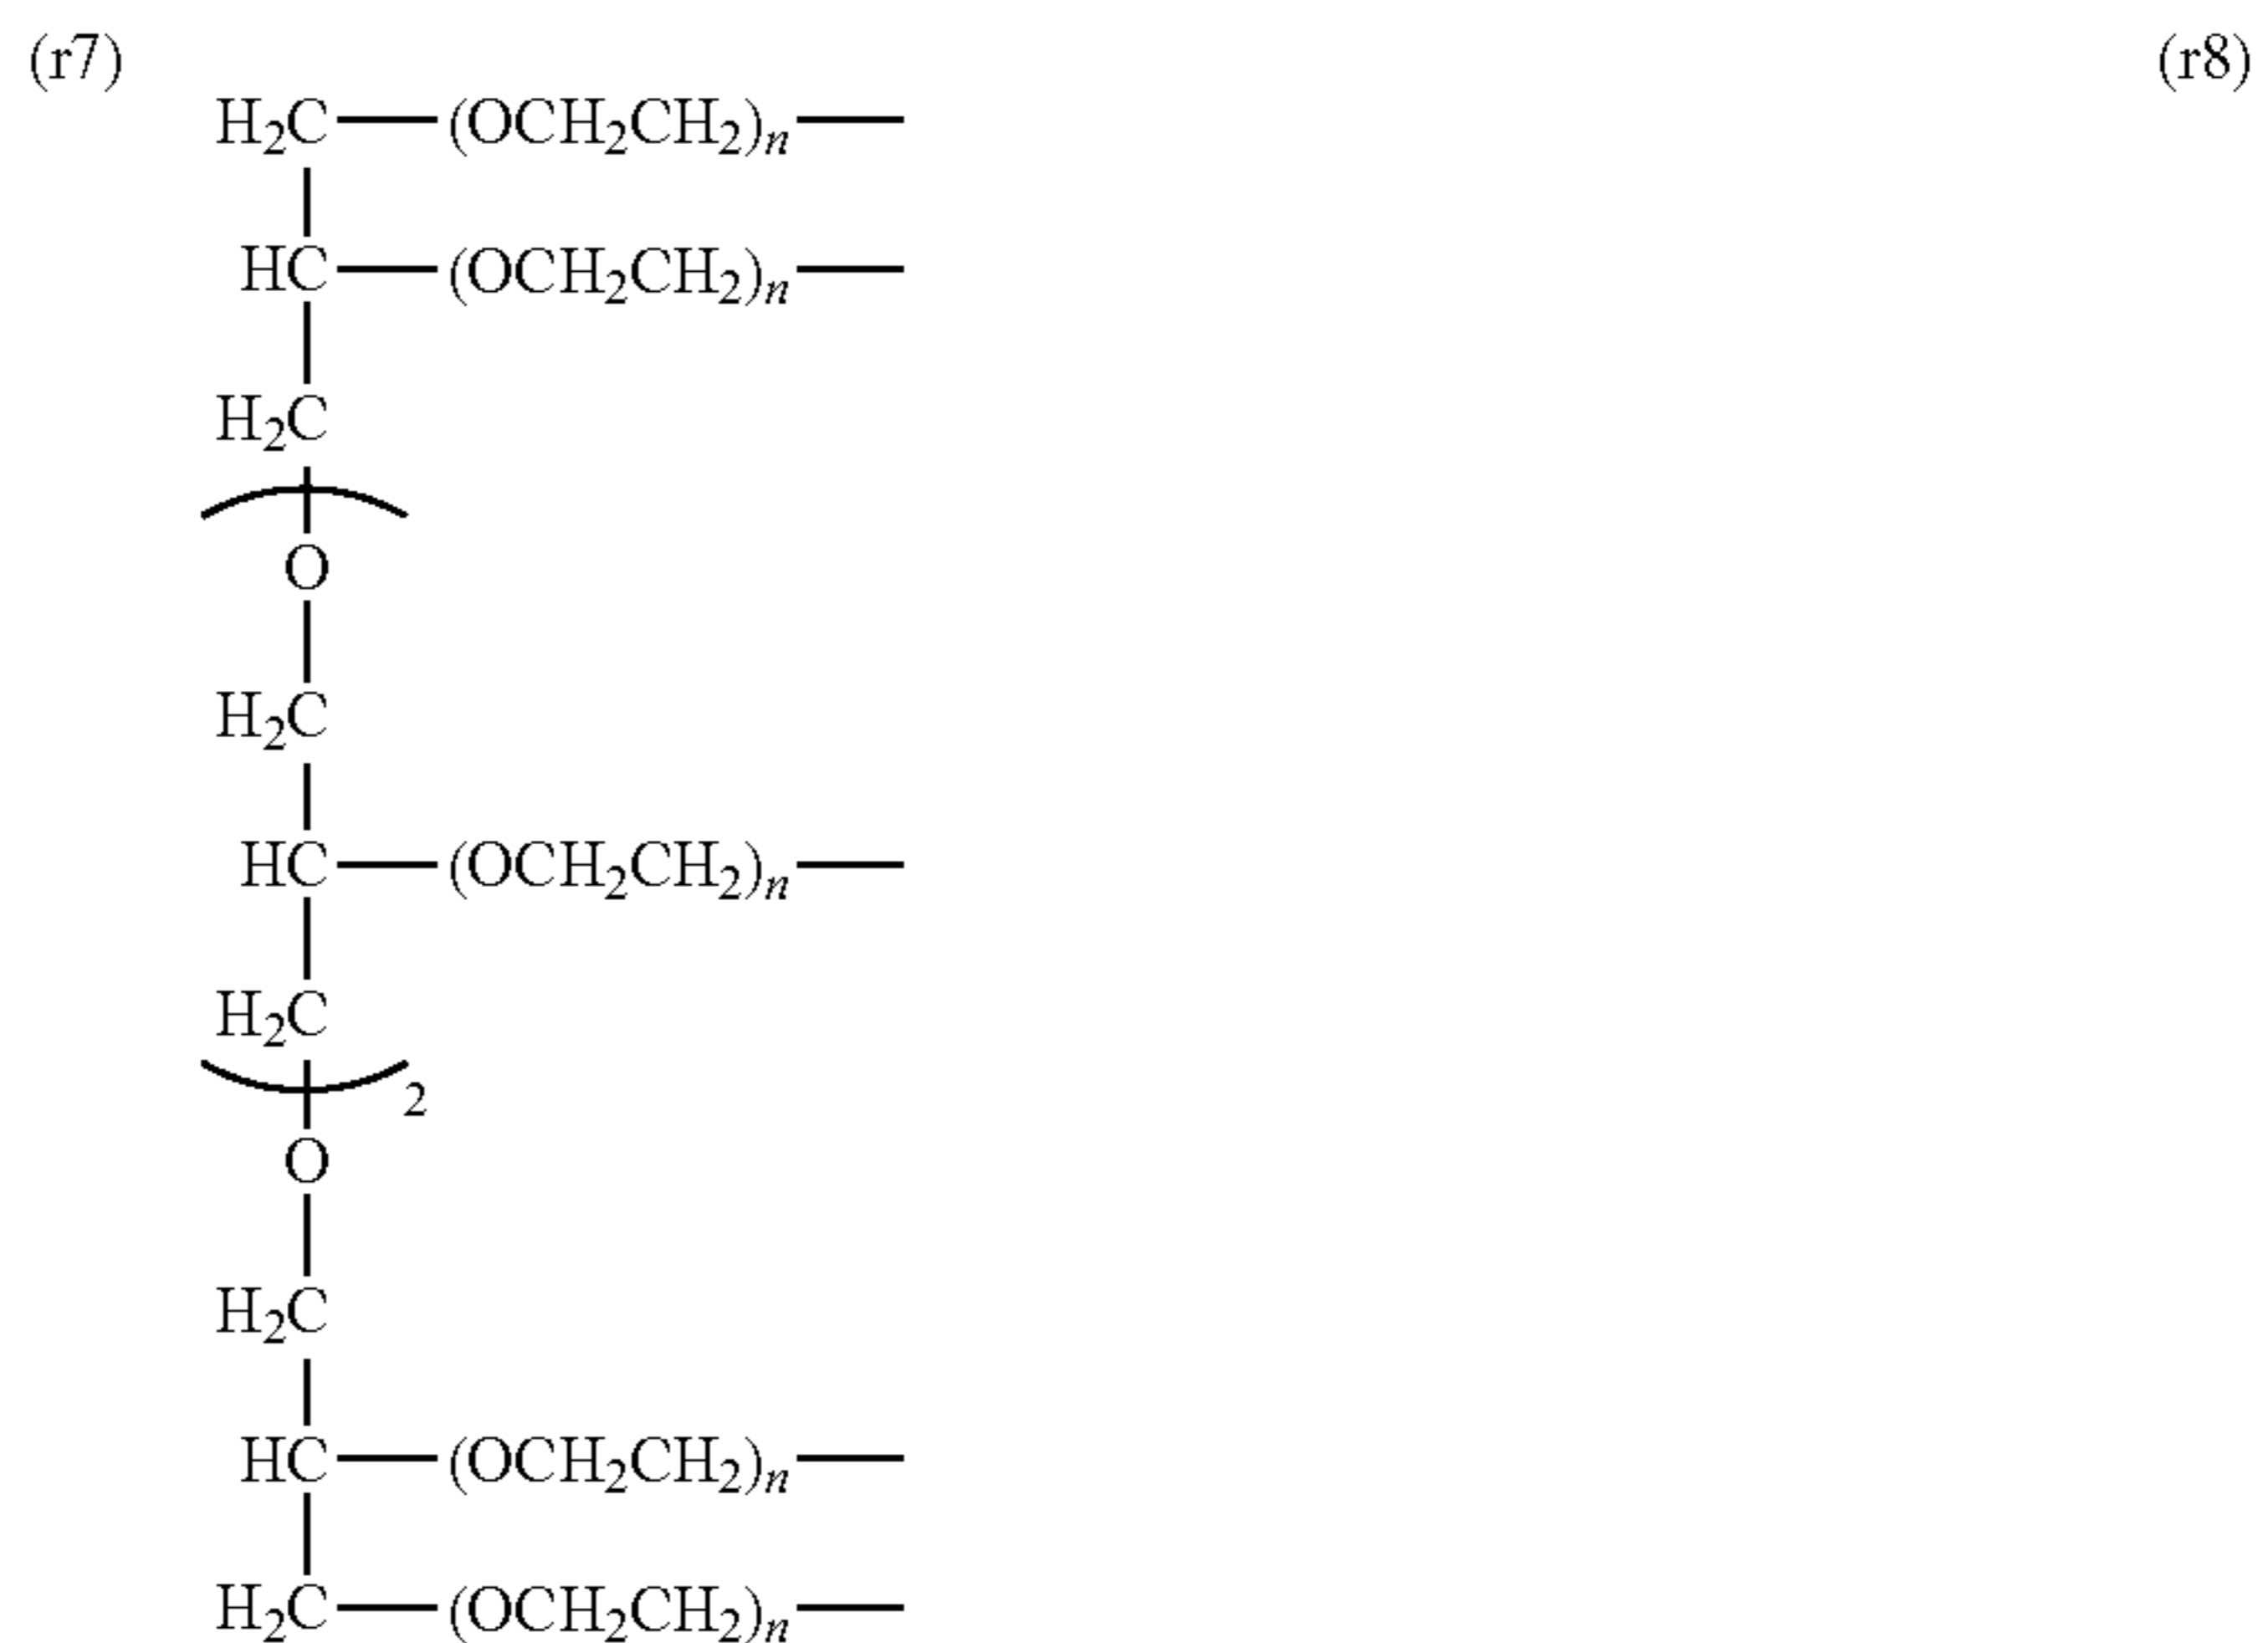 (r7) (r8)
H₂C—(OCH₂CH₂)n—
HC—(OCH₂CH₂)n—
H₂C
O
H₂C
HC—(OCH₂CH₂)n—
H₂C
2
O
H₂C
HC—(OCH₂CH₂)n—
H₂C—(OCH₂CH₂)n—